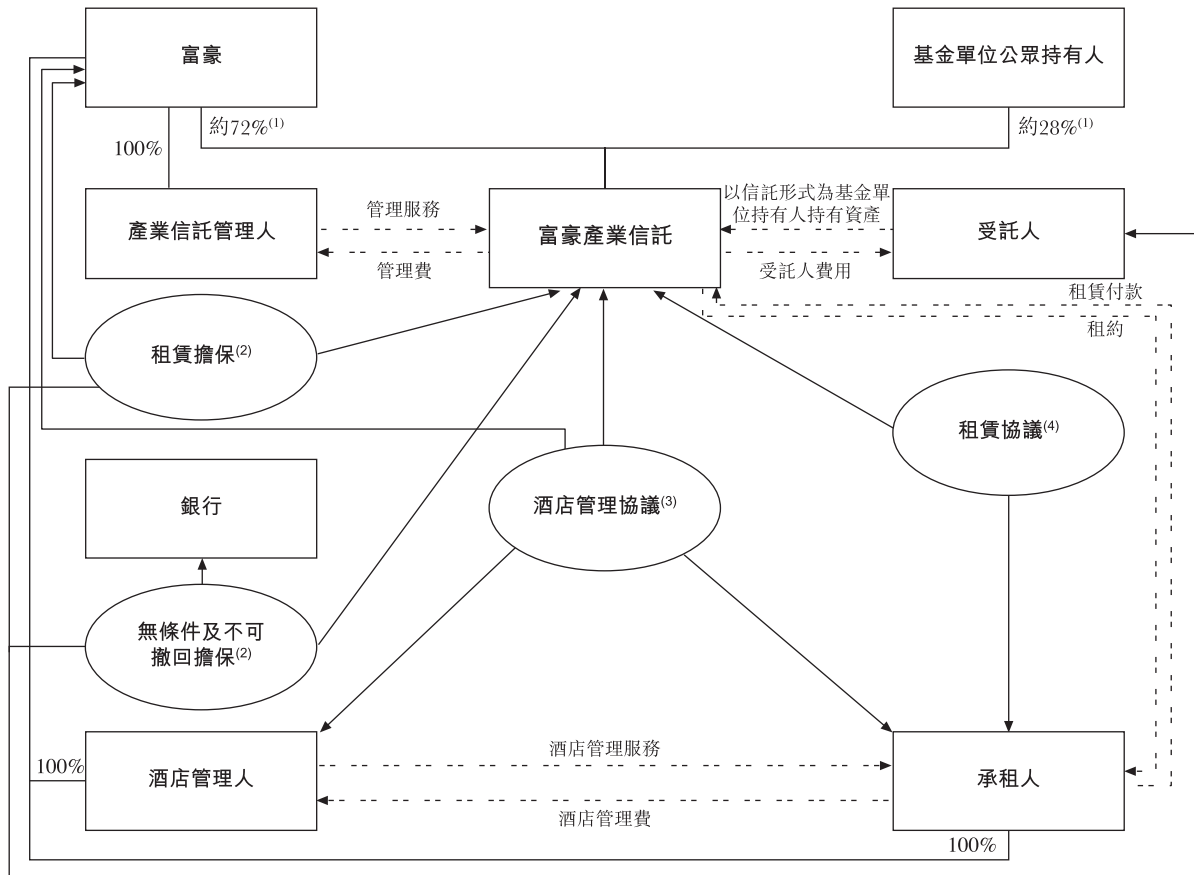 富豪
基金單位公眾持有人
約72%(1)
約28%(1)
100%
產業信託管理人
管理服務
管理費
富豪產業信託
以信託形式為基金單
位持有人持有資產
受託人費用
受託人
租賃付款
租約
租賃擔保(2)
租賃協議(4)
銀行
酒店管理協議(3)
無條件及不可
撤回擔保(2)
100%
酒店管理人
酒店管理服務
酒店管理費
承租人
100%